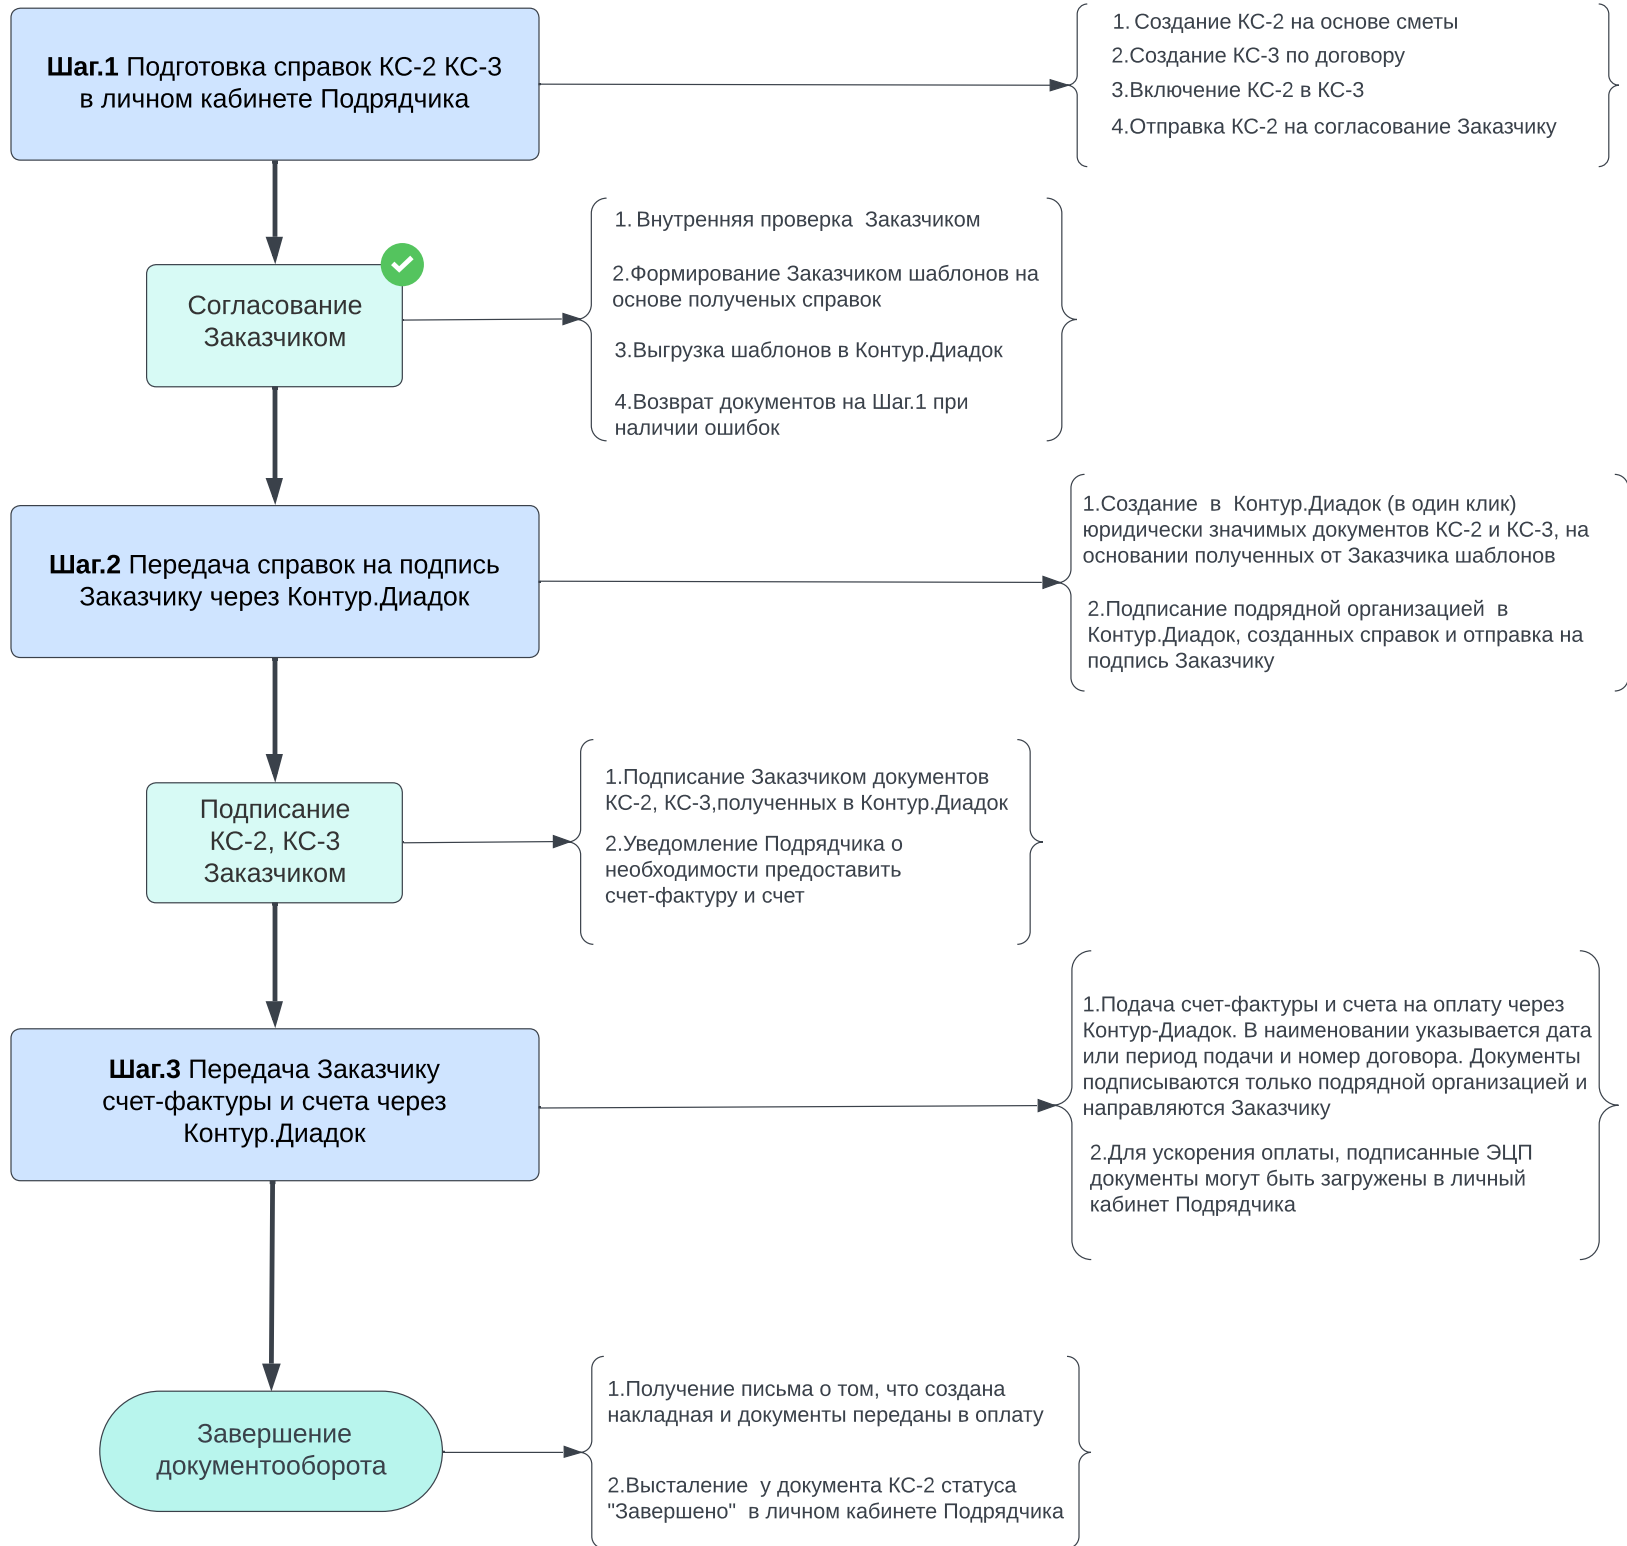 Шаг.1 Подготовка справок КС-2 КС-3
в личном кабинете Подрядчика
1. Создание КС-2 на основе сметы
2.Создание КС-3 по договору
3.Включение КС-2 в КС-3
4.Отправка КС-2 на согласование Заказчику
Согласование
Заказчиком
1. Внутренняя проверка  Заказчиком
2.Формирование Заказчиком шаблонов на
основе полученых справок
3.Выгрузка шаблонов в Контур.Диадок
4.Возврат документов на Шаг.1 при
наличии ошибок
Шаг.2 Передача справок на подпись
Заказчику через Контур.Диадок
1.Создание  в  Контур.Диадок (в один клик)
юридически значимых документов КС-2 и КС-3, на
основании полученных от Заказчика шаблонов
2.Подписание подрядной организацией  в
Контур.Диадок, созданных справок и отправка на
подпись Заказчику
Подписание
КС-2, КС-3
Заказчиком
1.Подписание Заказчиком документов
КС-2, КС-3,полученных в Контур.Диадок
2.Уведомление Подрядчика о
необходимости предоставить
счет-фактуру и счет
Шаг.3 Передача Заказчику
счет-фактуры и счета через
Контур.Диадок
1.Подача счет-фактуры и счета на оплату через
Контур-Диадок. В наименовании указывается дата
или период подачи и номер договора. Документы
подписываются только подрядной организацией и
направляются Заказчику
2.Для ускорения оплаты, подписанные ЭЦП
документы могут быть загружены в личный
кабинет Подрядчика
Завершение
документооборота
1.Получение письма о том, что создана
накладная и документы переданы в оплату
2.Высталение  у документа КС-2 статуса
"Завершено"  в личном кабинете Подрядчика